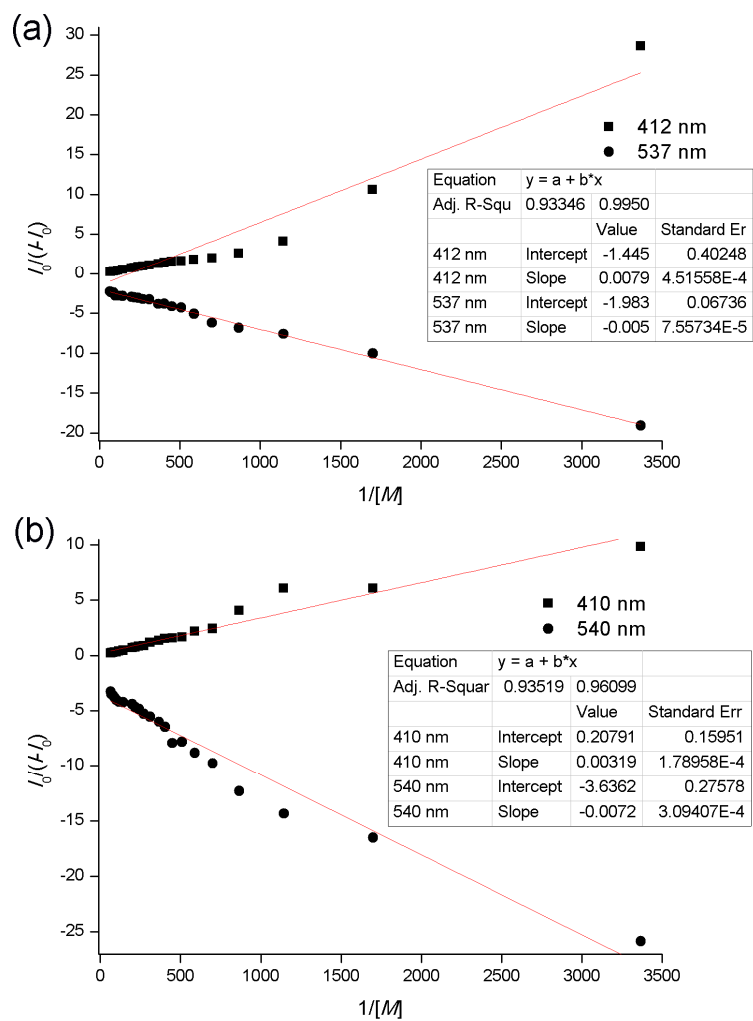 (a)
30
25
20
15
10
5
0
-5
-10
-15
-20
I0/(I-I0)
412 nm
537 nm
Equation y = a + b*x
Adj. R-Squ 0.93346 0.9950
Value Standard Er
412 nm Intercept -1.445 0.40248
412 nm Slope 0.0079 4.51558E-4
537 nm Intercept -1.983 0.06736
537 nm Slope -0.005 7.55734E-5
0 500 1000 1500 2000 2500 3000 3500
1/[M]
(b)
10
5
0
-5
-10
-15
-20
-25
I0/(I-I0)
410 nm
540 nm
Equation y = a + b*x
Adj. R-Squar 0.93519 0.96099
Value Standard Err
410 nm Intercept 0.20791 0.15951
410 nm Slope 0.00319 1.78958E-4
540 nm Intercept -3.6362 0.27578
540 nm Slope -0.0072 3.09407E-4
0 500 1000 1500 2000 2500 3000 3500
1/[M]